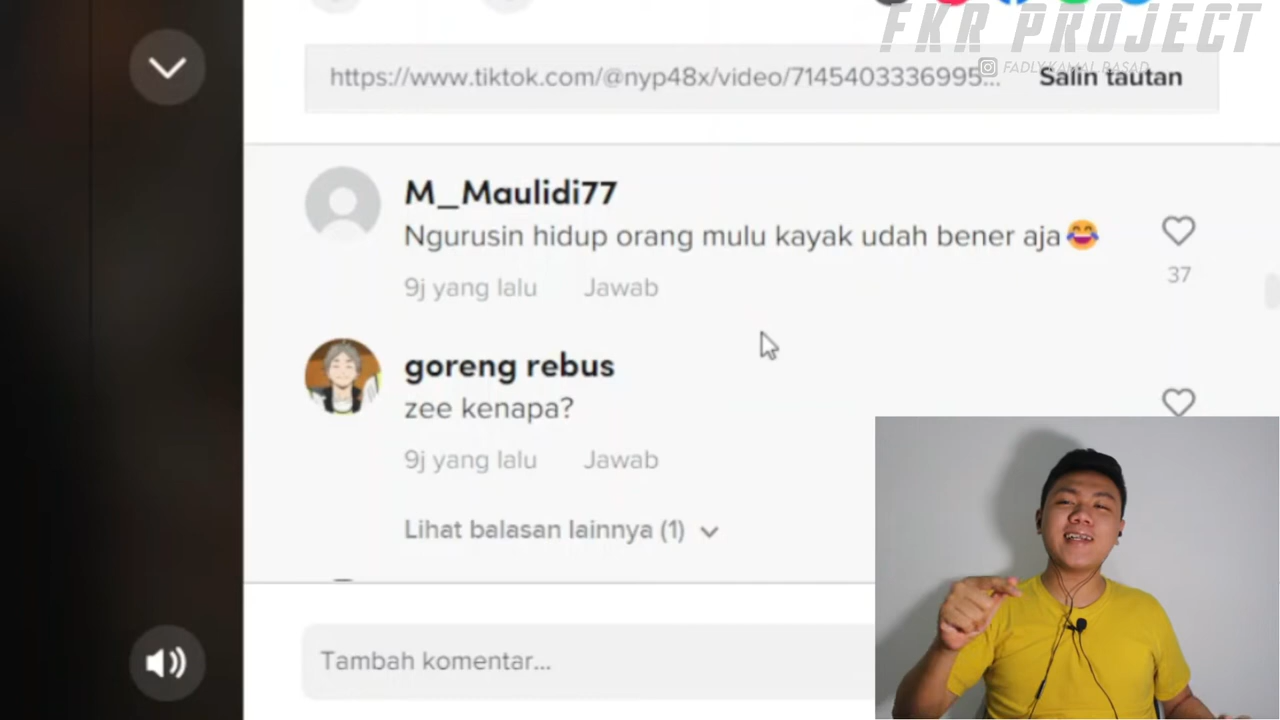 FKR PROJECT
FADLYKAMAL.RASAD
https://www.tiktok.com/@nyp48x/video/7145403336995... Salin tautan
M_Maulidi77
Ngurusin hidup orang mulu kayak udah bener aja😂
37
9j yang lalu Jawab
goreng rebus
zee kenapa?
9j yang lalu Jawab
Lihat balasan lainnya (1)
Tambah komentar...